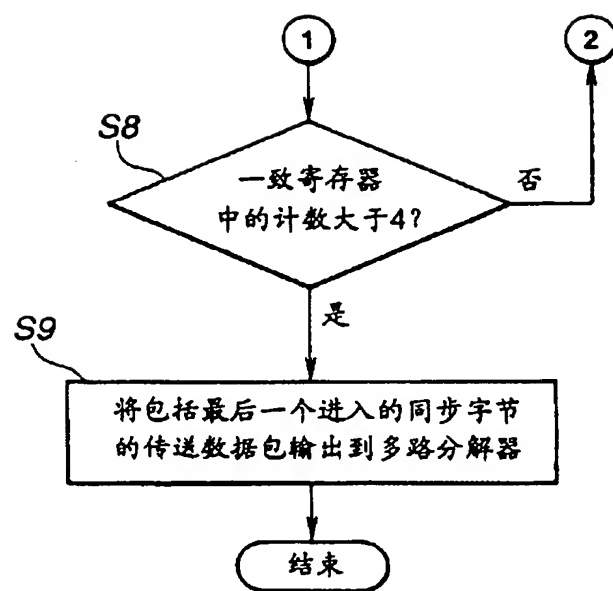 1
2
S8
一致寄存器
中的计数大于4?
否
是
S9
将包括最后一个进入的同步字节
的传送数据包输出到多路分解器
结束